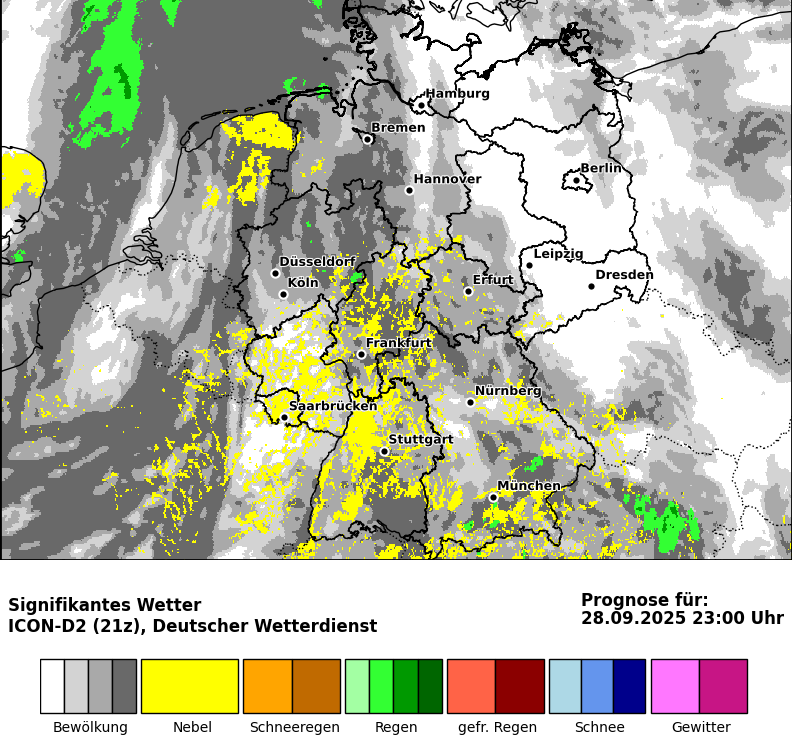 Hamburg
Bremen
Berlin
Hannover
Leipzig
Düsseldorf
Dresden
Köln
Erfurt
Frankfurt
Nürnberg
Saarbrücken
Stuttgart
München
Signifikantes Wetter
ICON-D2 (21z), Deutscher Wetterdienst
Prognose für:
28.09.2025 23:00 Uhr
Bewölkung Nebel Schneeregen Regen gefr. Regen Schnee Gewitter